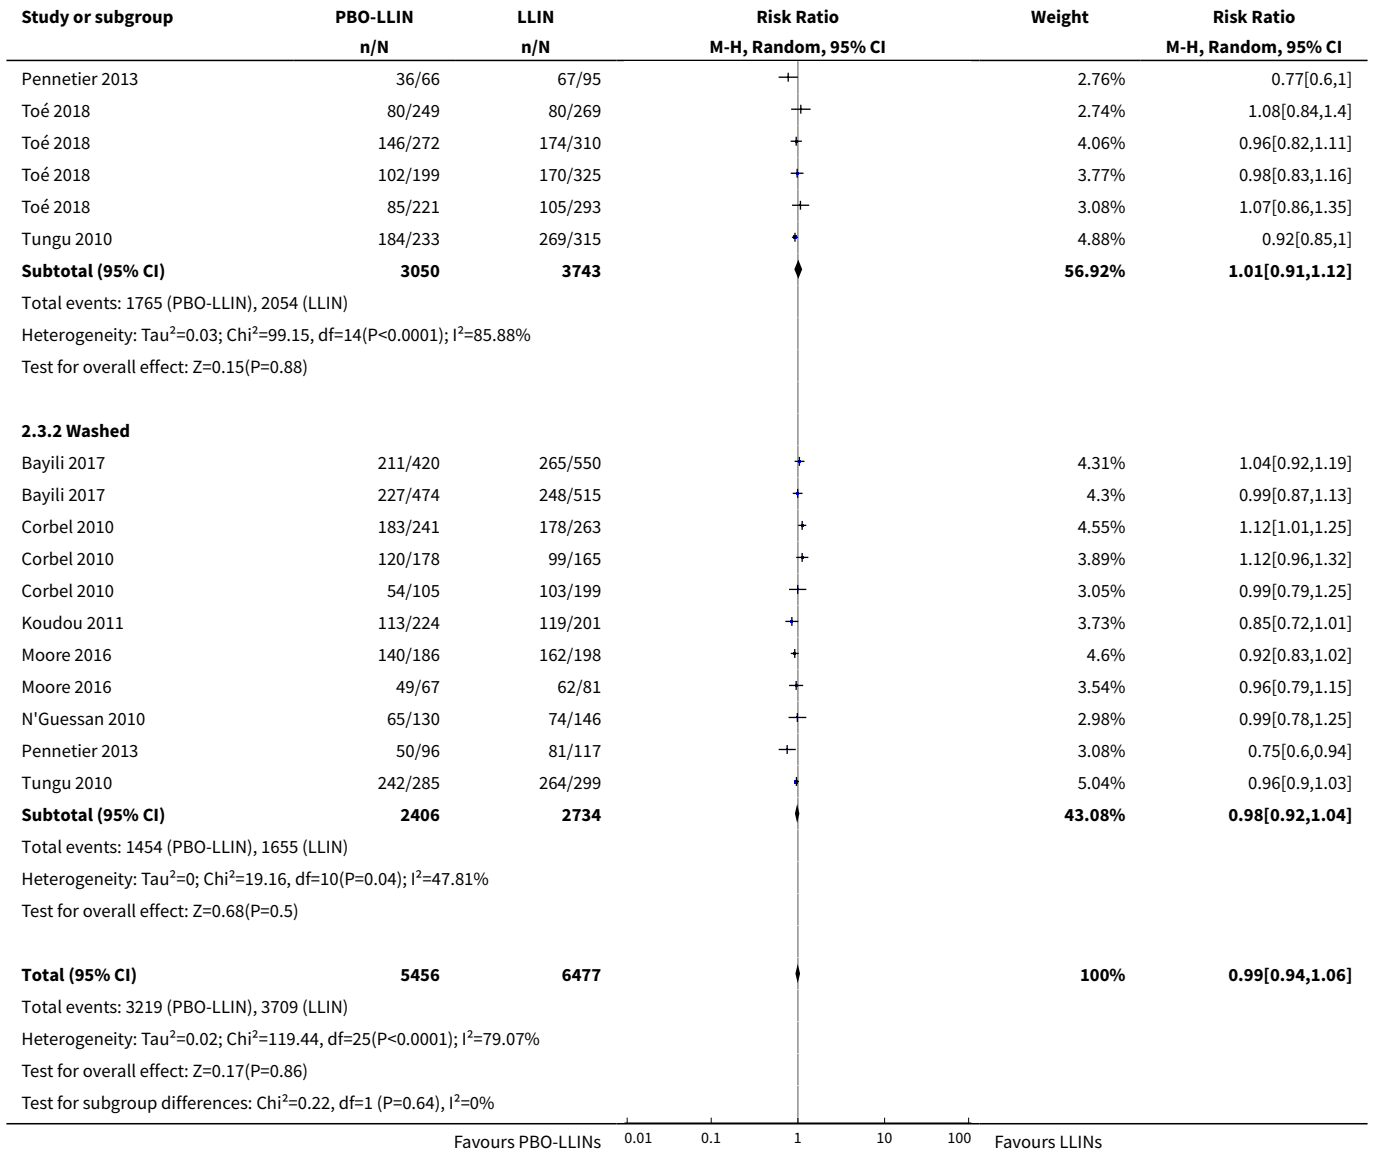 Study or subgroup PBO-LLIN LLIN Risk Ratio Weight Risk Ratio
n/N n/N M-H, Random, 95% CI M-H, Random, 95% CI
Pennetier 2013 36/66 67/95 2.76% 0.77[0.6,1]
Toé 2018 80/249 80/269 2.74% 1.08[0.84,1.4]
Toé 2018 146/272 174/310 4.06% 0.96[0.82,1.11]
Toé 2018 102/199 170/325 3.77% 0.98[0.83,1.16]
Toé 2018 85/221 105/293 3.08% 1.07[0.86,1.35]
Tungu 2010 184/233 269/315 4.88% 0.92[0.85,1]
Subtotal (95% CI) 3050 3743 56.92% 1.01[0.91,1.12]
Total events: 1765 (PBO-LLIN), 2054 (LLIN)
Heterogeneity: Tau²=0.03; Chi²=99.15, df=14(P<0.0001); I²=85.88%
Test for overall effect: Z=0.15(P=0.88)
2.3.2 Washed
Bayili 2017 211/420 265/550 4.31% 1.04[0.92,1.19]
Bayili 2017 227/474 248/515 4.3% 0.99[0.87,1.13]
Corbel 2010 183/241 178/263 4.55% 1.12[1.01,1.25]
Corbel 2010 120/178 99/165 3.89% 1.12[0.96,1.32]
Corbel 2010 54/105 103/199 3.05% 0.99[0.79,1.25]
Koudou 2011 113/224 119/201 3.73% 0.85[0.72,1.01]
Moore 2016 140/186 162/198 4.6% 0.92[0.83,1.02]
Moore 2016 49/67 62/81 3.54% 0.96[0.79,1.15]
N'Guessan 2010 65/130 74/146 2.98% 0.99[0.78,1.25]
Pennetier 2013 50/96 81/117 3.08% 0.75[0.6,0.94]
Tungu 2010 242/285 264/299 5.04% 0.96[0.9,1.03]
Subtotal (95% CI) 2406 2734 43.08% 0.98[0.92,1.04]
Total events: 1454 (PBO-LLIN), 1655 (LLIN)
Heterogeneity: Tau²=0; Chi²=19.16, df=10(P=0.04); I²=47.81%
Test for overall effect: Z=0.68(P=0.5)
Total (95% CI) 5456 6477 100% 0.99[0.94,1.06]
Total events: 3219 (PBO-LLIN), 3709 (LLIN)
Heterogeneity: Tau²=0.02; Chi²=119.44, df=25(P<0.0001); I²=79.07%
Test for overall effect: Z=0.17(P=0.86)
Test for subgroup differences: Chi²=0.22, df=1 (P=0.64), I²=0%
Favours PBO-LLINs 0.01 0.1 1 10 100 Favours LLINs